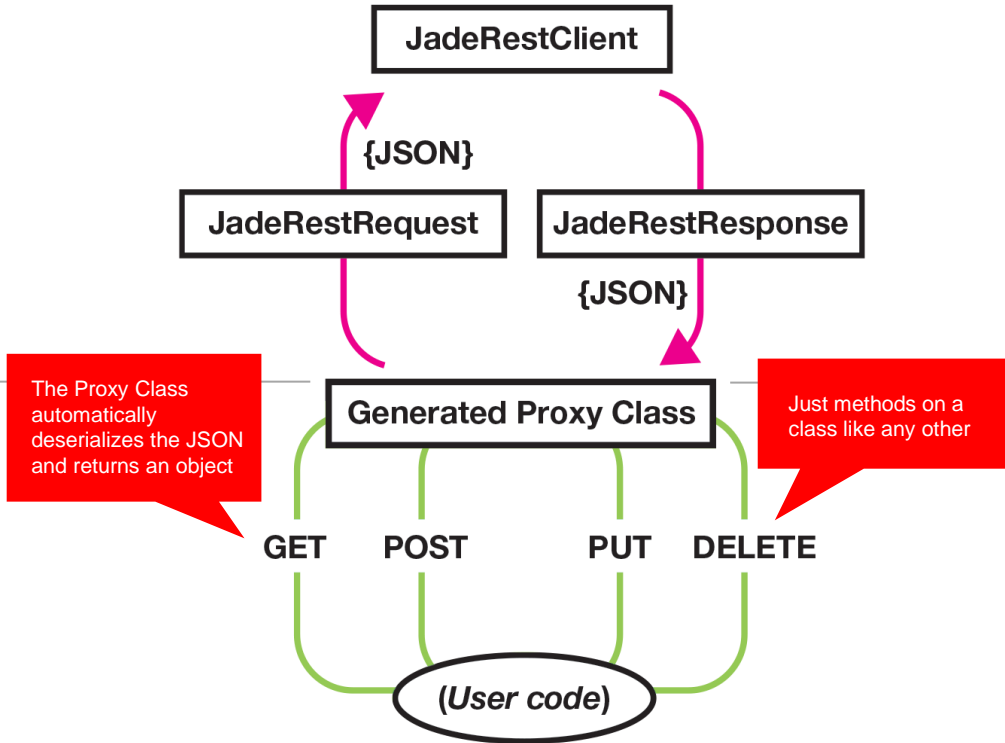 JadeRestClient
{JSON}
JadeRestRequest
JadeRestResponse
{JSON}
The Proxy Class
automatically
deserializes the JSON
and returns an object
Generated Proxy Class
Just methods on a
class like any other
GET
POST
PUT
DELETE
(User code)